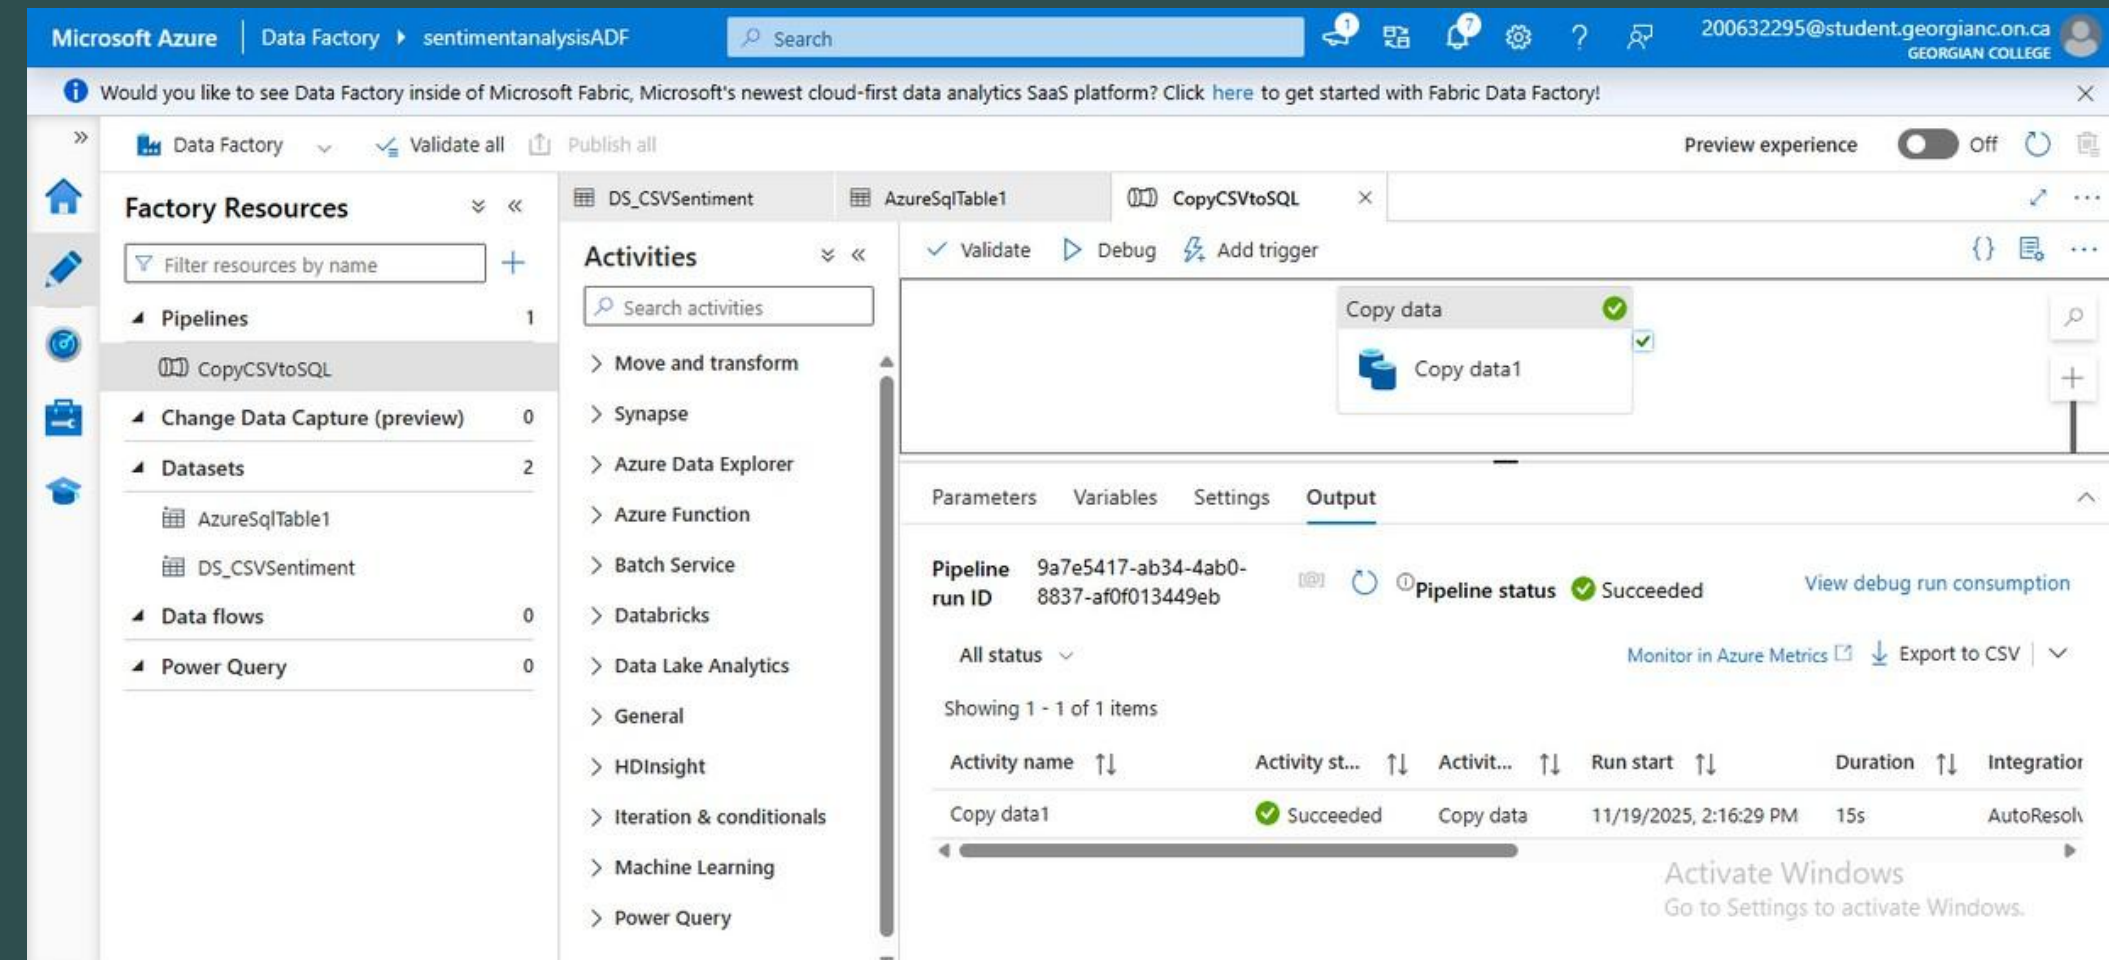 Microsoft Azure
Data Factory
sentimentanalysisADF
Search
1
7
?
200632295@student.georgianc.on.ca
GEORGIAN COLLEGE
Would you like to see Data Factory inside of Microsoft Fabric, Microsoft's newest cloud-first data analytics SaaS platform? Click here to get started with Fabric Data Factory!
Data Factory
Validate all
Publish all
Preview experience
Off
Factory Resources
Filter resources by name
Pipelines 1
CopyCSVtoSQL
Change Data Capture (preview) 0
Datasets 2
AzureSqlTable1
DS_CSVSentiment
Data flows 0
Power Query 0
DS_CSVSentiment
AzureSqlTable1
CopyCSVtoSQL
Activities
Search activities
Move and transform
Synapse
Azure Data Explorer
Azure Function
Batch Service
Databricks
Data Lake Analytics
General
HDInsight
Iteration & conditionals
Machine Learning
Power Query
Validate
Debug
Add trigger
{}
Copy data
Copy data1
Parameters
Variables
Settings
Output
Pipeline run ID
9a7e5417-ab34-4ab0-
8837-af0f013449eb
Pipeline status
Succeeded
View debug run consumption
All status
Monitor in Azure Metrics
Export to CSV
Showing 1 - 1 of 1 items
Activity name Activity st... Activit... Run start Duration Integration
Copy data1 Succeeded Copy data 11/19/2025, 2:16:29 PM 15s AutoResolv
Activate Windows
Go to Settings to activate Windows.